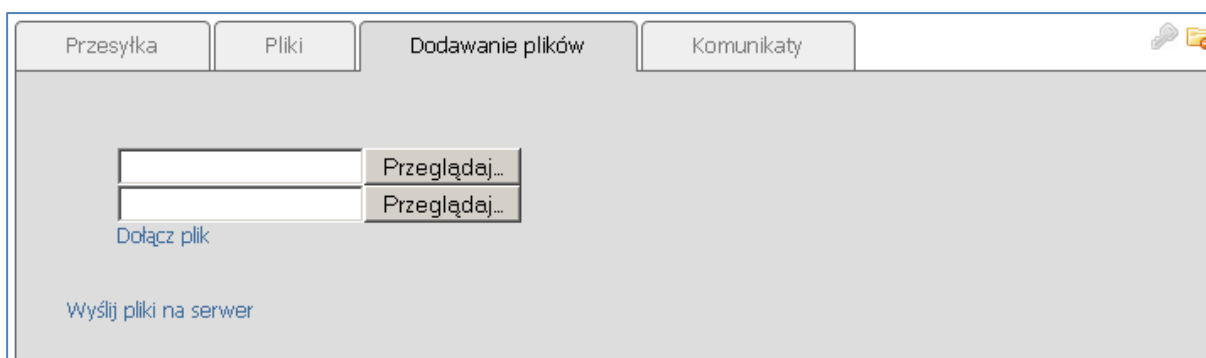 Przesyłka Pliki Dodawanie plików Komunikaty
Przeglądaj...
Przeglądaj...
Dołącz plik
Wyślij pliki na serwer